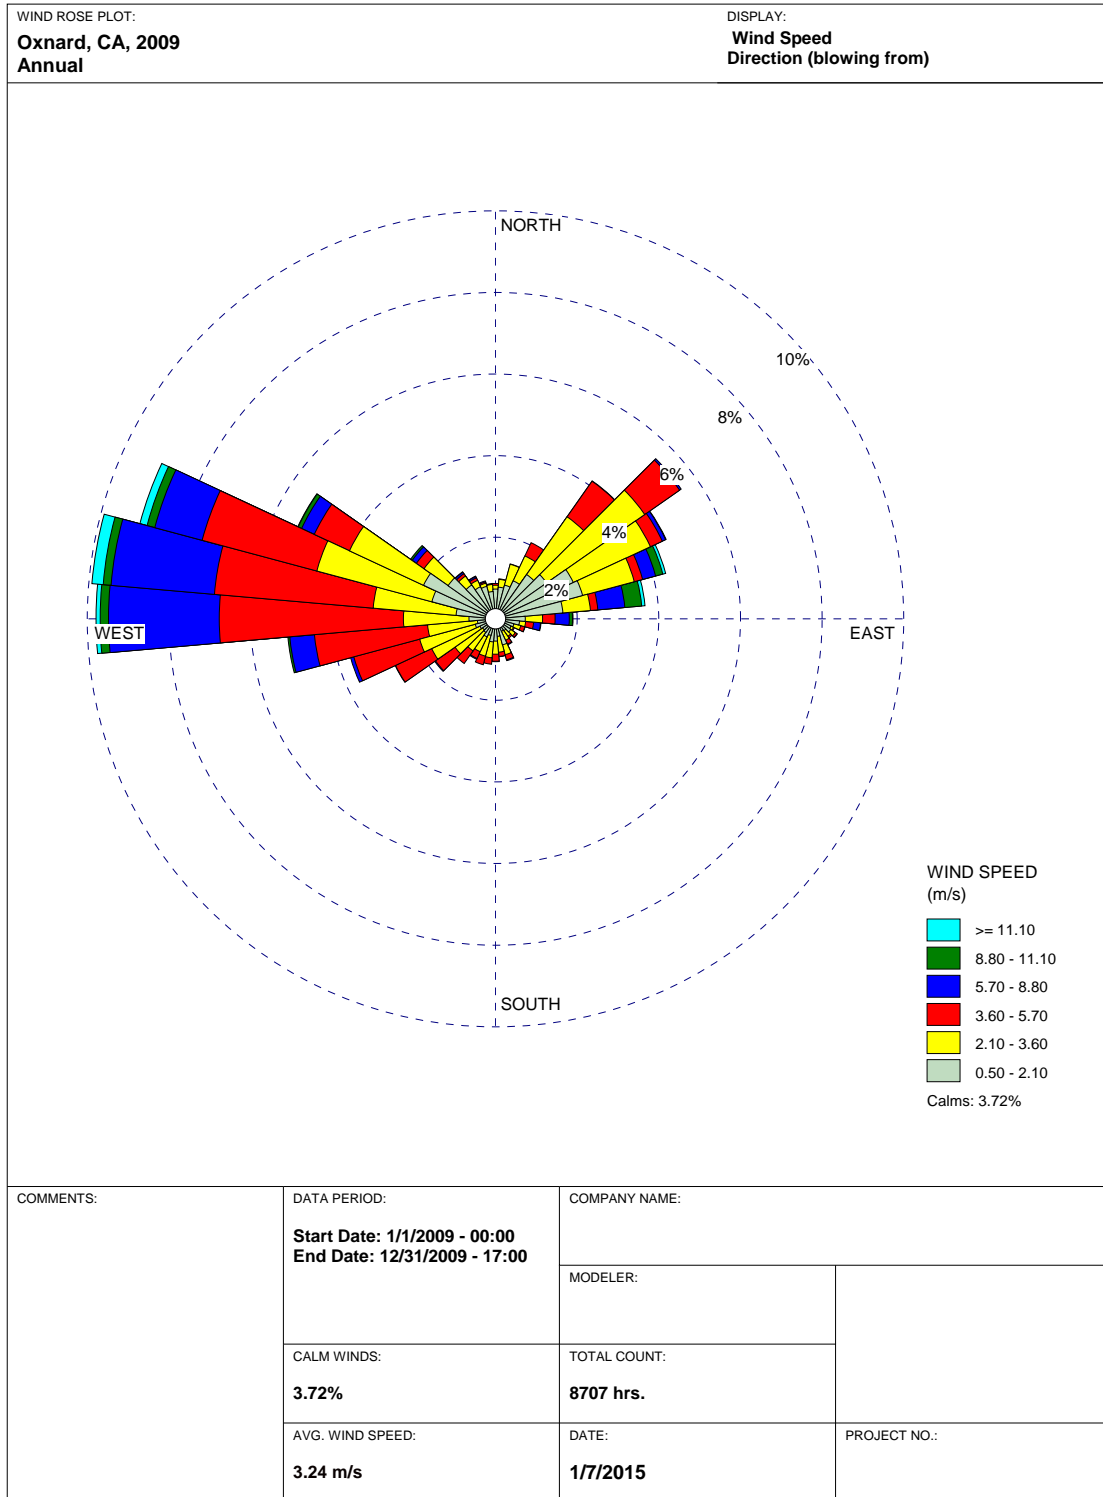 WIND ROSE PLOT:
Oxnard, CA, 2009
Annual
DISPLAY:
Wind Speed
Direction (blowing from)
NORTH
10%
8%
6%
4%
2%
WEST
EAST
SOUTH
WIND SPEED
(m/s)
>= 11.10
8.80 - 11.10
5.70 - 8.80
3.60 - 5.70
2.10 - 3.60
0.50 - 2.10
Calms: 3.72%
COMMENTS:
DATA PERIOD:
Start Date: 1/1/2009 - 00:00
End Date: 12/31/2009 - 17:00
COMPANY NAME:
MODELER:
CALM WINDS:
3.72%
TOTAL COUNT:
8707 hrs.
AVG. WIND SPEED:
3.24 m/s
DATE:
1/7/2015
PROJECT NO.: